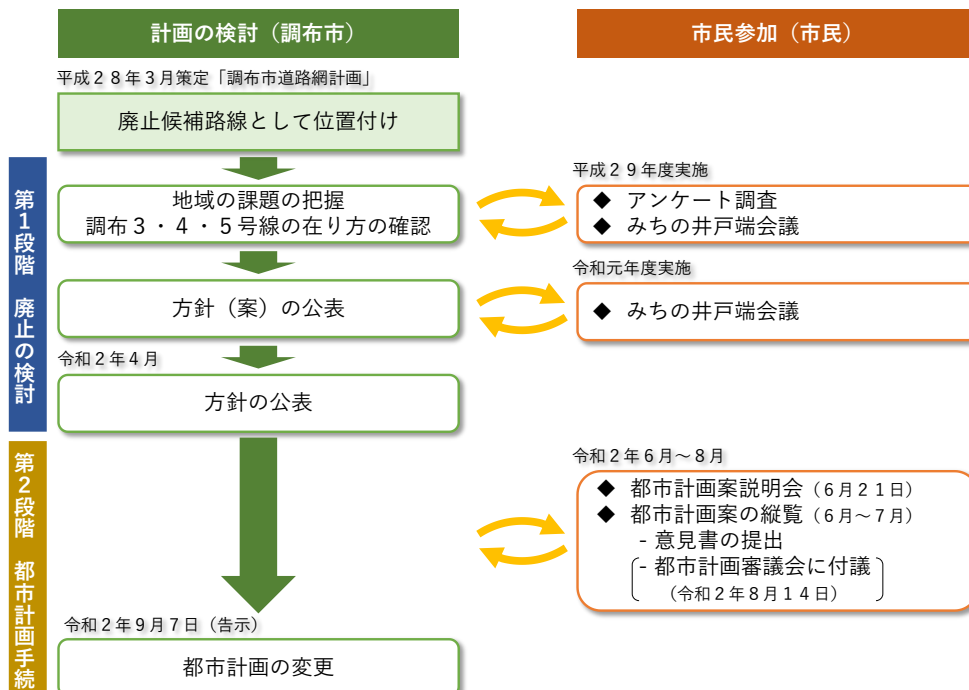 計画の検討（調布市）
市民参加（市民）
平成２８年３月策定「調布市道路網計画」
廃止候補路線として位置付け
第１段階　廃止の検討
地域の課題の把握
調布３・４・５号線の在り方の確認
平成２９年度実施
◆ アンケート調査
◆ みちの井戸端会議
方針（案）の公表
令和元年度実施
◆ みちの井戸端会議
令和２年４月
方針の公表
第２段階　都市計画手続
令和２年６月～８月
◆ 都市計画案説明会（６月２１日）
◆ 都市計画案の縦覧（６月～７月）
- 意見書の提出
- 都市計画審議会に付議
（令和２年８月１４日）
令和２年９月７日（告示）
都市計画の変更